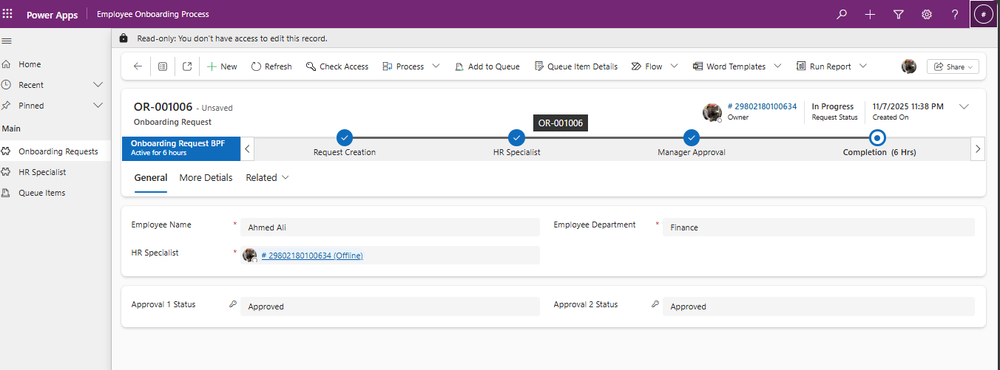 Power Apps Employee Onboarding Process
#
Read-only: You don't have access to edit this record.
Home
Recent
Pinned
Main
Onboarding Requests
HR Specialist
Queue Items
New Refresh Check Access Process Add to Queue Queue Item Details Flow Word Templates Run Report Share
OR-001006 - Unsaved
Onboarding Request
# 29802180100634
Owner
In Progress
Request Status
11/7/2025 11:38 PM
Created On
OR-001006
Onboarding Request BPF
Active for 6 hours
Request Creation
HR Specialist
Manager Approval
Completion (6 Hrs)
General More Detials Related
Employee Name * Ahmed Ali
Employee Department * Finance
HR Specialist * # 29802180100634 (Offline)
Approval 1 Status Approved
Approval 2 Status Approved